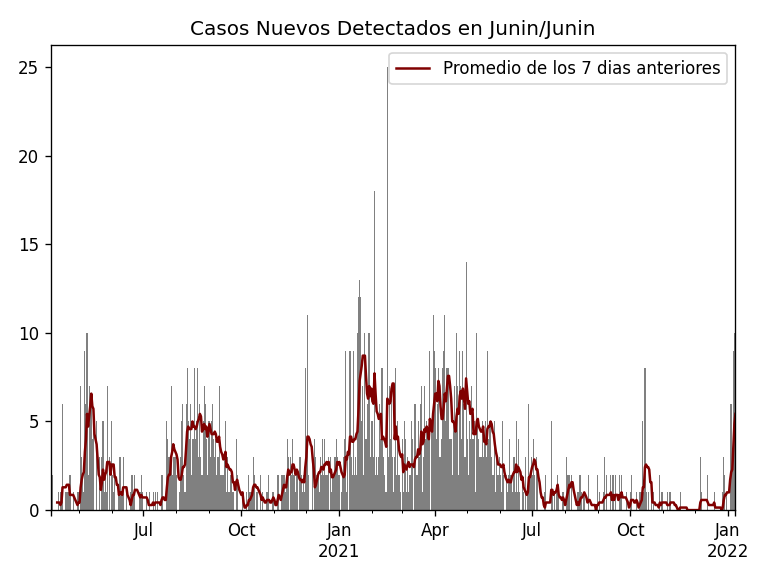 Casos Nuevos Detectados en Junin/Junin
Promedio de los 7 dias anteriores
25
20
15
10
5
0
Jul
Oct
Jan
2021
Apr
Jul
Oct
Jan
2022